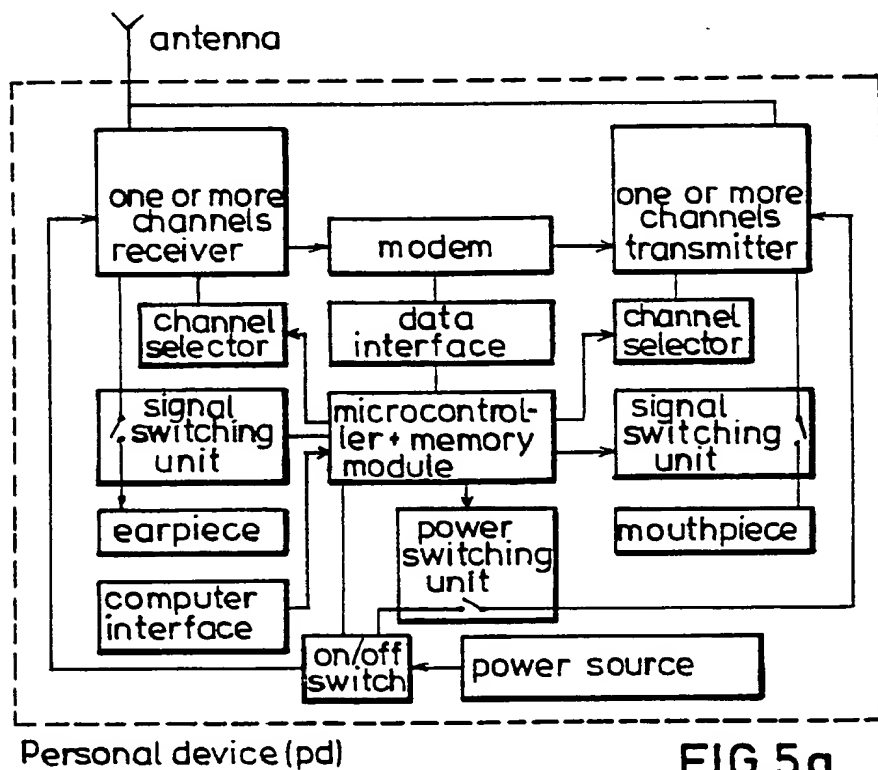 antenna
one or more
channels
receiver
modem
one or more
channels
transmitter
channel
selector
data
interface
channel
selector
signal
switching
unit
microcontrol-
ler + memory
module
signal
switching
unit
earpiece
power
switching
unit
mouthpiece
computer
interface
on/off
switch
power source
Personal device (pd)
FIG.5a